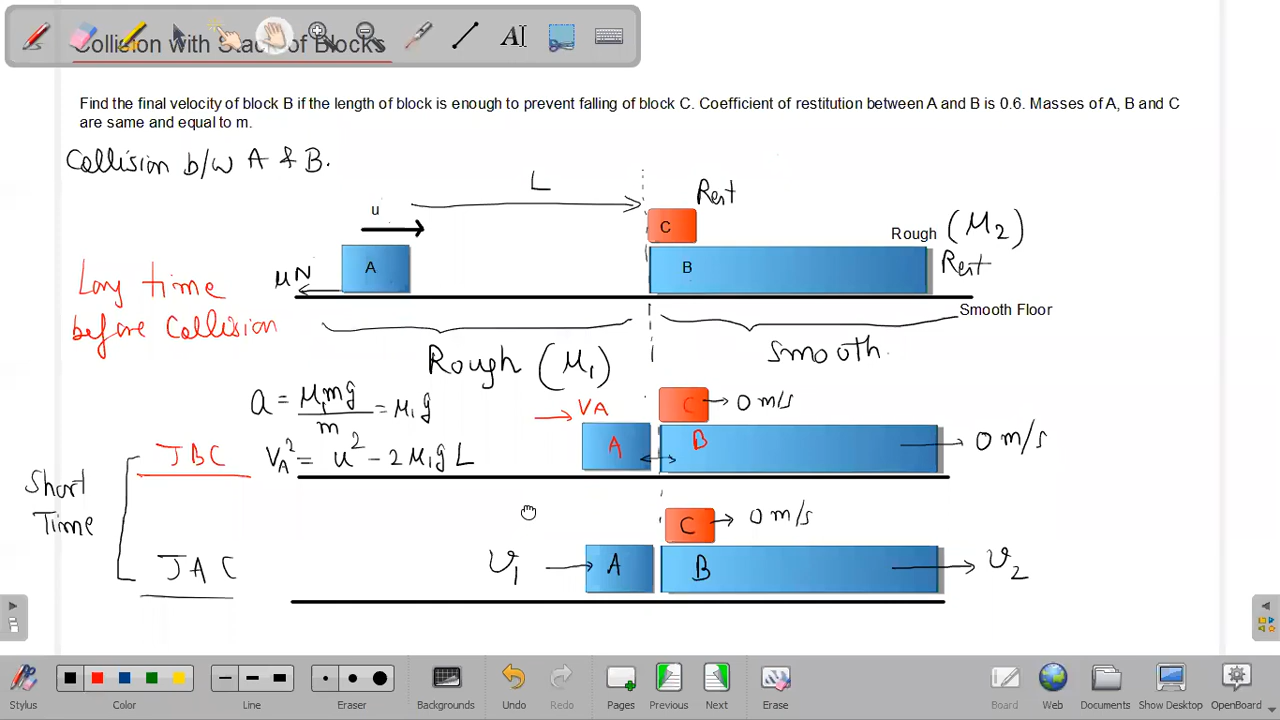 Collision with Stack of Blocks
Find the final velocity of block B if the length of block is enough to prevent falling of block C. Coefficient of restitution between A and B is 0.6. Masses of A, B and C
are same and equal to m.
Collision b/w A & B.
L
Rest
u
C
Rough (μ2)
A
B
Rest
μN
Long time
before Collision
Smooth Floor
Rough (μ1)
smooth.
a = μ1mg/m = μ1g
VA
C
0 m/s
A
B
0 m/s
JBC
VA² = u² - 2μ1gL
Short
Time
C
0 m/s
JAC
v1
A
B
v2
Stylus
Color
Line
Eraser
Backgrounds
Undo
Redo
Pages
Previous
Next
Erase
Board
Web
Documents
Show Desktop
OpenBoard